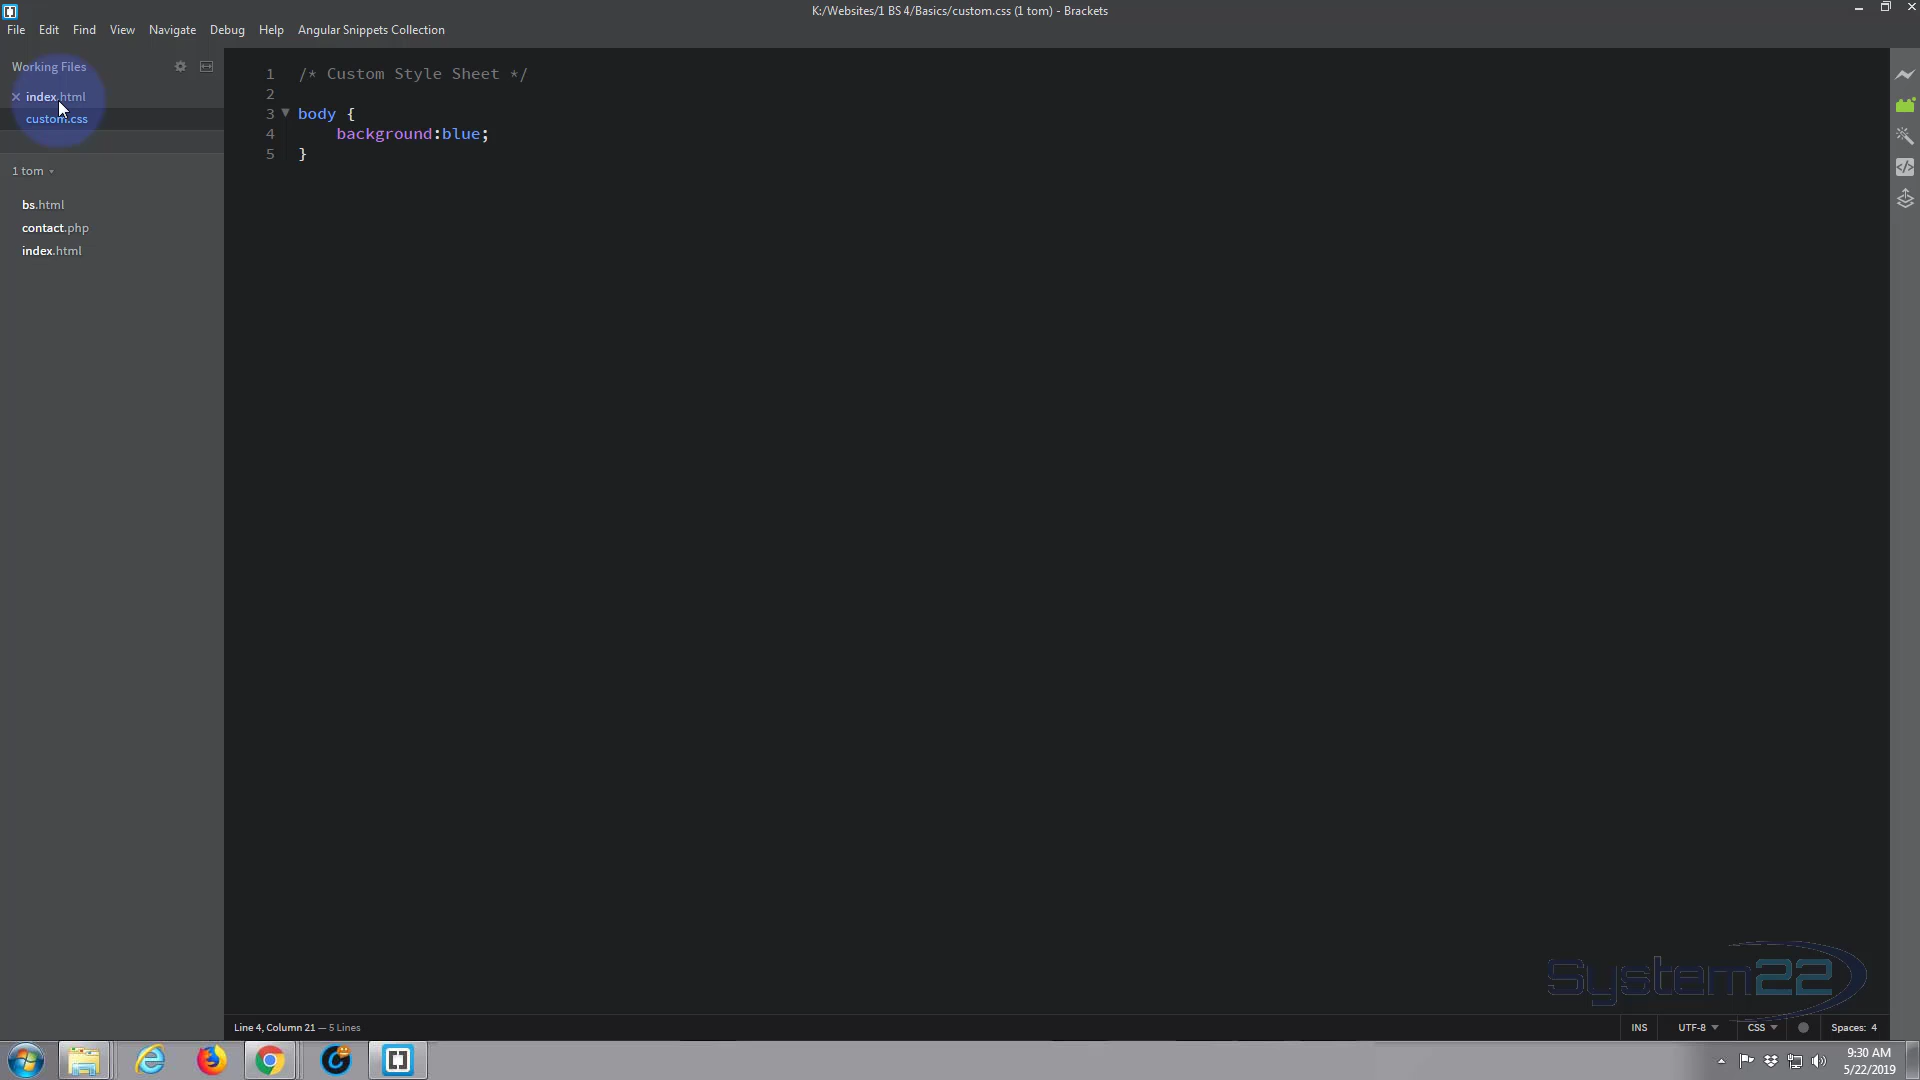 K:/Websites/1 BS 4/Basics/custom.css (1 tom) - Brackets
File Edit Find View Navigate Debug Help Angular Snippets Collection
Working Files
index.html
custom.css
1 tom
bs.html
contact.php
index.html
1 /* Custom Style Sheet */
2
3 body {
4 background:blue;
5 }
System22
Line 4, Column 21 — 5 Lines
INS UTF-8 CSS Spaces: 4
9:30 AM
5/22/2019